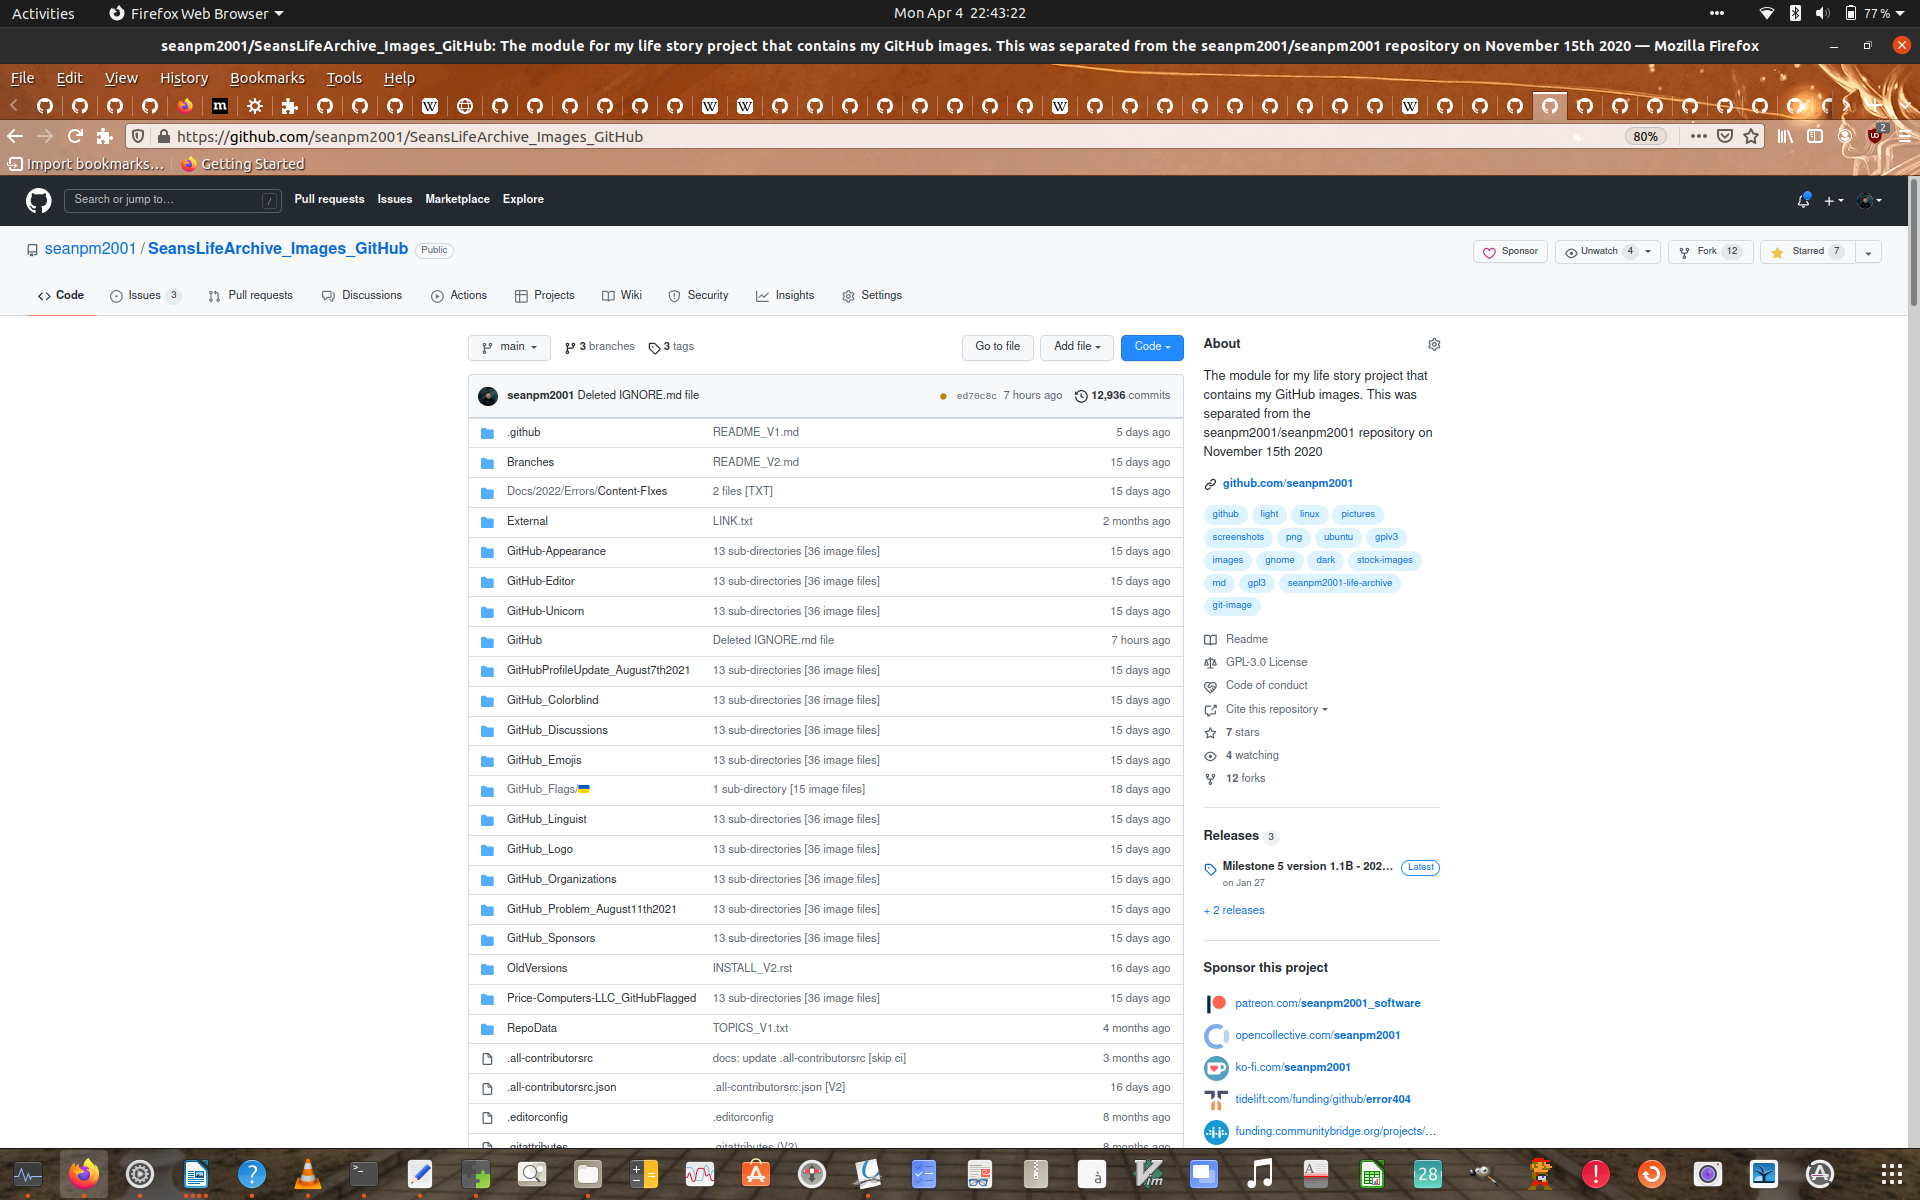 Activities
Firefox Web Browser
Mon Apr 4  22:43:22
77 %
seanpm2001/SeansLifeArchive_Images_GitHub: The module for my life story project that contains my GitHub images. This was separated from the seanpm2001/seanpm2001 repository on November 15th 2020 — Mozilla Firefox
File Edit View History Bookmarks Tools Help
https://github.com/seanpm2001/SeansLifeArchive_Images_GitHub
80%
2
Import bookmarks…
Getting Started
Search or jump to…
/
Pull requests Issues Marketplace Explore
seanpm2001 / SeansLifeArchive_Images_GitHub
Public
Sponsor
Unwatch 4
Fork 12
Starred 7
Code
Issues 3
Pull requests
Discussions
Actions
Projects
Wiki
Security
Insights
Settings
main
3 branches
3 tags
Go to file
Add file
Code
seanpm2001 Deleted IGNORE.md file
ed70c8c 7 hours ago
12,936 commits
.github README_V1.md 5 days ago
Branches README_V2.md 15 days ago
Docs/2022/Errors/Content-FIxes 2 files [TXT] 15 days ago
External LINK.txt 2 months ago
GitHub-Appearance 13 sub-directories [36 image files] 15 days ago
GitHub-Editor 13 sub-directories [36 image files] 15 days ago
GitHub-Unicorn 13 sub-directories [36 image files] 15 days ago
GitHub Deleted IGNORE.md file 7 hours ago
GitHubProfileUpdate_August7th2021 13 sub-directories [36 image files] 15 days ago
GitHub_Colorblind 13 sub-directories [36 image files] 15 days ago
GitHub_Discussions 13 sub-directories [36 image files] 15 days ago
GitHub_Emojis 13 sub-directories [36 image files] 15 days ago
GitHub_Flags/🇺🇦 1 sub-directory [15 image files] 18 days ago
GitHub_Linguist 13 sub-directories [36 image files] 15 days ago
GitHub_Logo 13 sub-directories [36 image files] 15 days ago
GitHub_Organizations 13 sub-directories [36 image files] 15 days ago
GitHub_Problem_August11th2021 13 sub-directories [36 image files] 15 days ago
GitHub_Sponsors 13 sub-directories [36 image files] 15 days ago
OldVersions INSTALL_V2.rst 16 days ago
Price-Computers-LLC_GitHubFlagged 13 sub-directories [36 image files] 15 days ago
RepoData TOPICS_V1.txt 4 months ago
.all-contributorsrc docs: update .all-contributorsrc [skip ci] 3 months ago
.all-contributorsrc.json .all-contributorsrc.json [V2] 16 days ago
.editorconfig .editorconfig 8 months ago
.gitattributes .gitattributes (V2) 8 months ago
About
The module for my life story project that
contains my GitHub images. This was
separated from the
seanpm2001/seanpm2001 repository on
November 15th 2020
github.com/seanpm2001
github light linux pictures
screenshots png ubuntu gplv3
images gnome dark stock-images
md gpl3 seanpm2001-life-archive
git-image
Readme
GPL-3.0 License
Code of conduct
Cite this repository
7 stars
4 watching
12 forks
Releases 3
Milestone 5 version 1.1B - 202… Latest
on Jan 27
+ 2 releases
Sponsor this project
patreon.com/seanpm2001_software
opencollective.com/seanpm2001
ko-fi.com/seanpm2001
tidelift.com/funding/github/error404
funding.communitybridge.org/projects/…
28